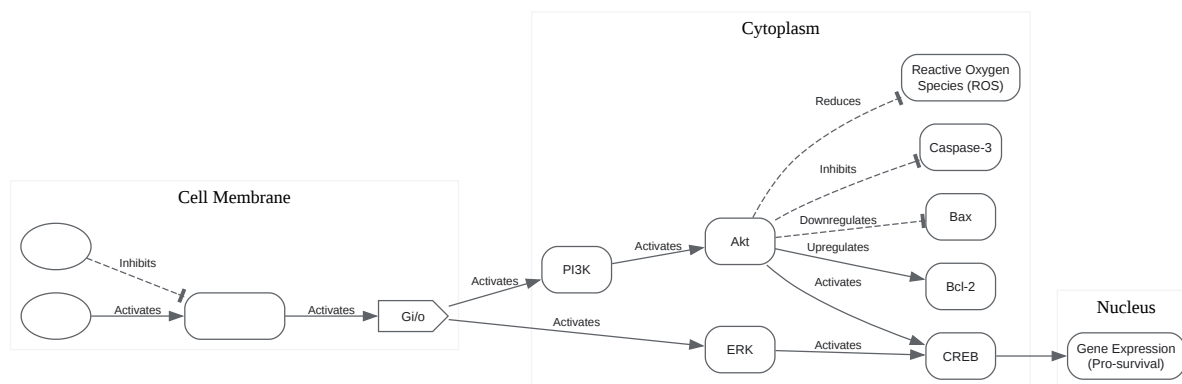 Cytoplasm
Reactive Oxygen
Species (ROS)
Reduces
Caspase-3
Inhibits
Cell Membrane
Bax
Downregulates
Akt
Activates
Upregulates
Inhibits
PI3K
Activates
Activates
Bcl-2
Nucleus
Activates
Activates
Gi/o
Activates
ERK
Activates
CREB
Gene Expression
(Pro-survival)